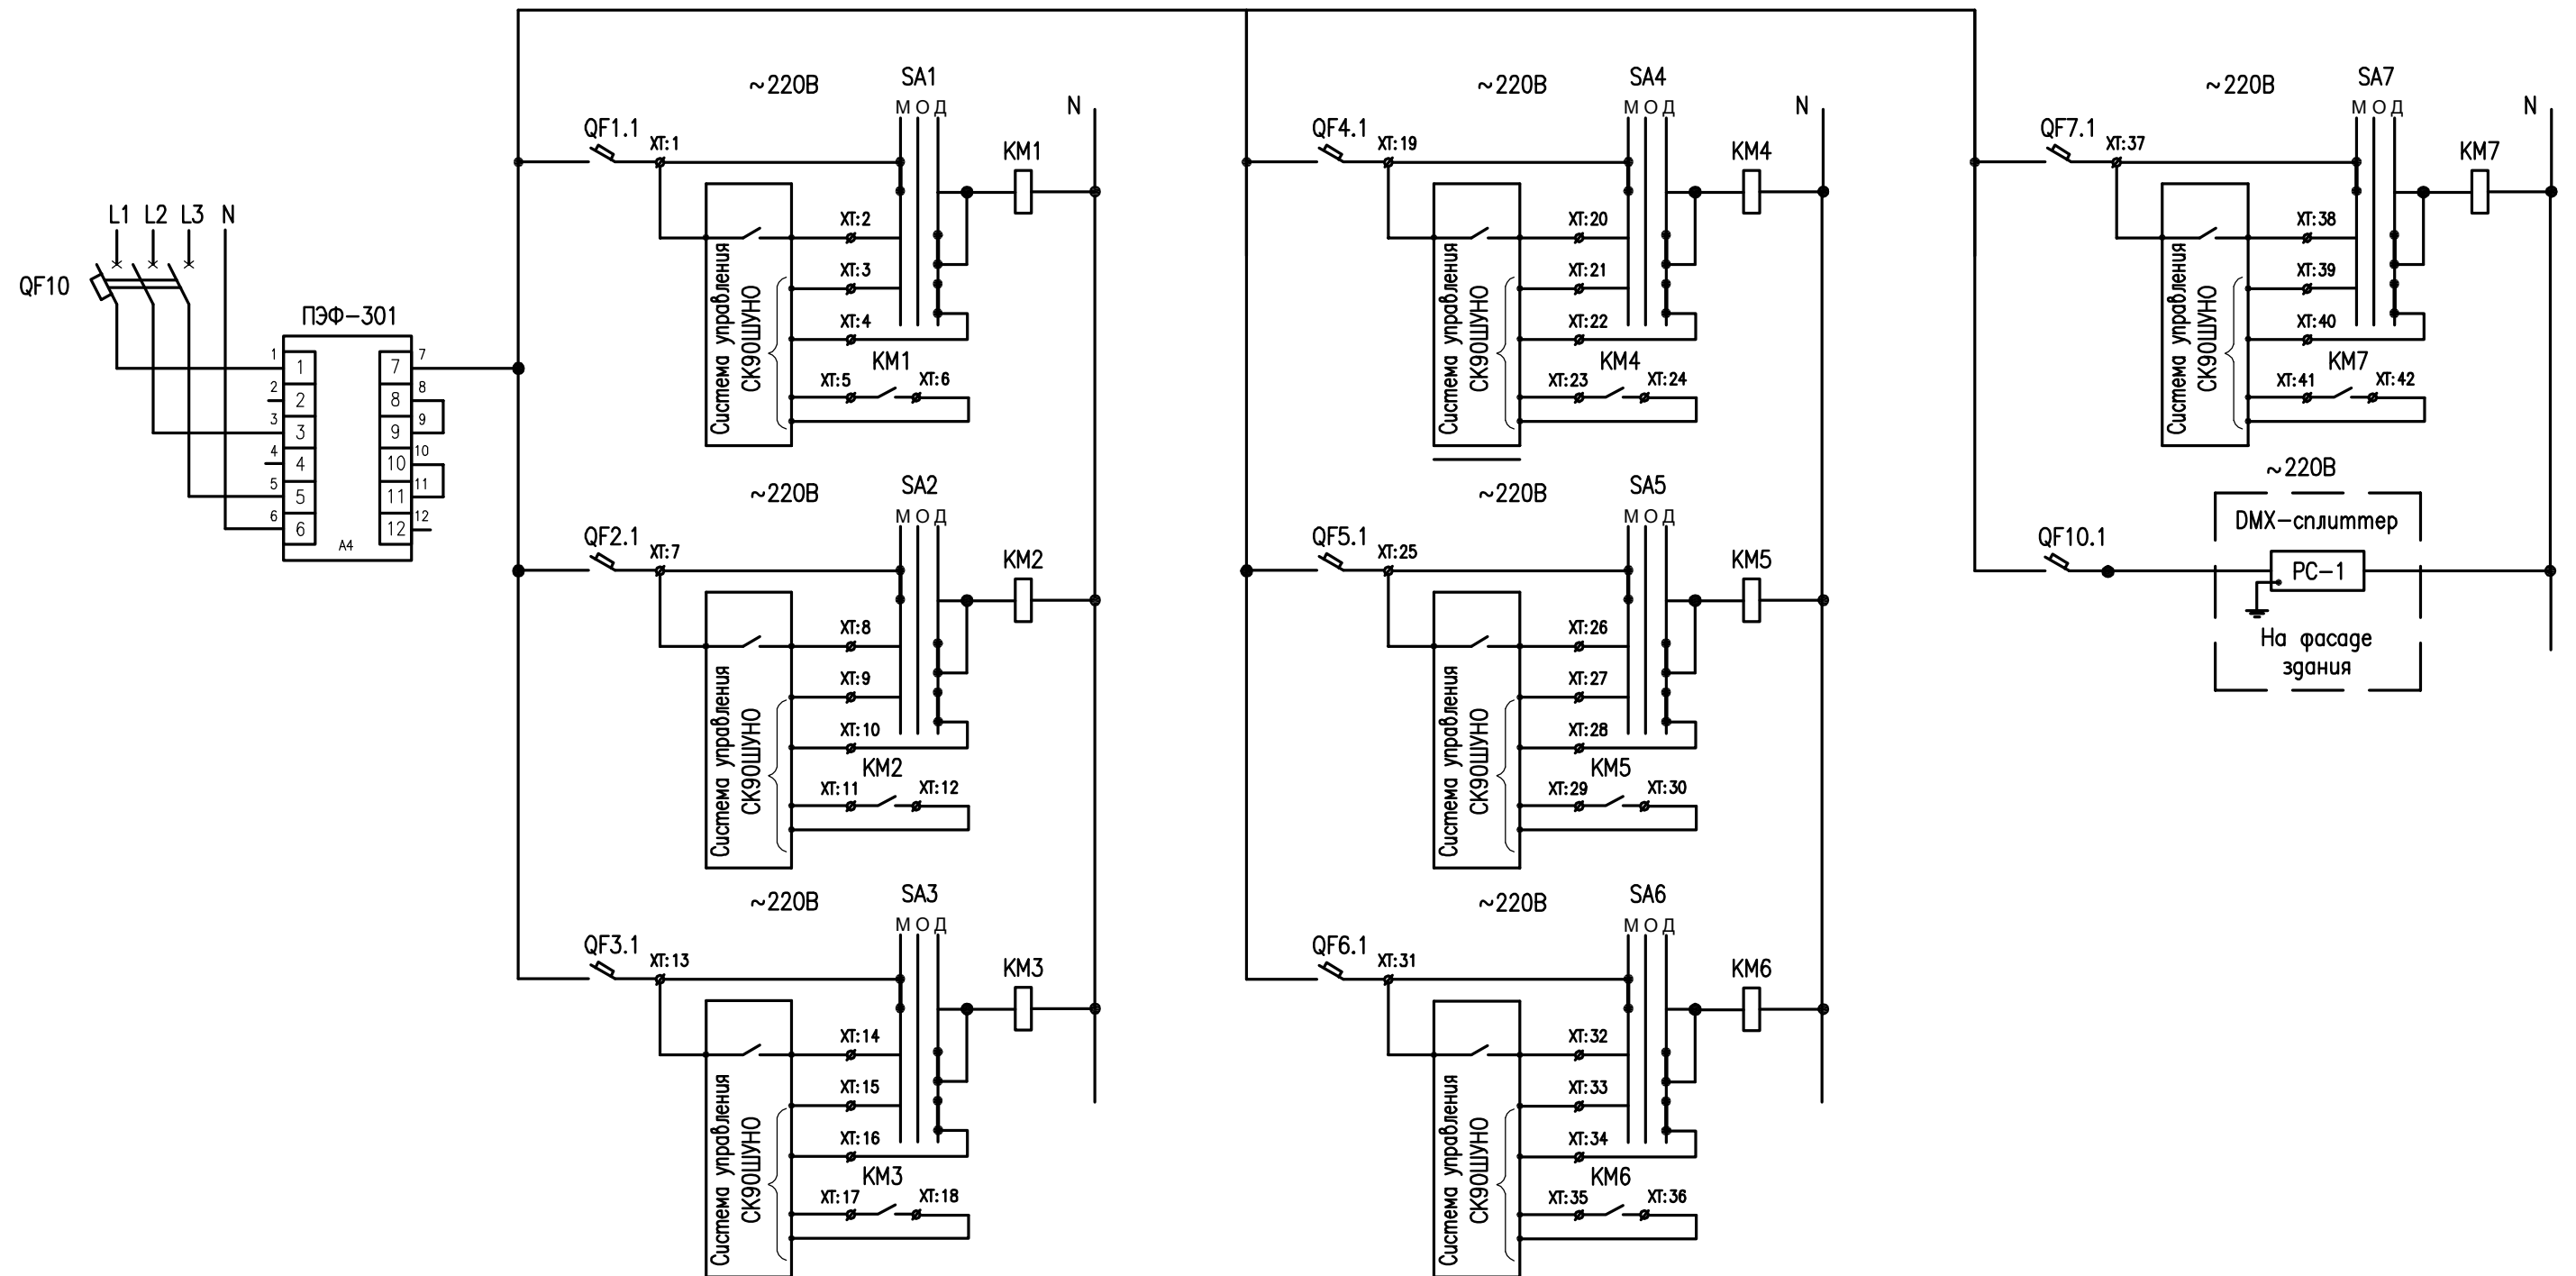 L1 L2 L3 N
QF10
ПЭФ-301
1 1 7 7
2 2 8 8
3 3 9 9
4 4 10 10
5 5 11 11
6 6 12 12
A4
~220В
SA1
М О Д
N
QF1.1
XT:1
KM1
XT:2
XT:3
XT:4
KM1
XT:5
XT:6
Система управления
СК90ШУНО
~220В
SA2
М О Д
QF2.1
XT:7
KM2
XT:8
XT:9
XT:10
KM2
XT:11
XT:12
Система управления
СК90ШУНО
~220В
SA3
М О Д
QF3.1
XT:13
KM3
XT:14
XT:15
XT:16
KM3
XT:17
XT:18
Система управления
СК90ШУНО
~220В
SA4
М О Д
N
QF4.1
XT:19
KM4
XT:20
XT:21
XT:22
KM4
XT:23
XT:24
Система управления
СК90ШУНО
~220В
SA5
М О Д
QF5.1
XT:25
KM5
XT:26
XT:27
XT:28
KM5
XT:29
XT:30
Система управления
СК90ШУНО
~220В
SA6
М О Д
QF6.1
XT:31
KM6
XT:32
XT:33
XT:34
KM6
XT:35
XT:36
Система управления
СК90ШУНО
~220В
SA7
М О Д
N
QF7.1
XT:37
KM7
XT:38
XT:39
XT:40
KM7
XT:41
XT:42
Система управления
СК90ШУНО
~220В
DMX-сплиттер
QF10.1
РС-1
На фасаде
здания